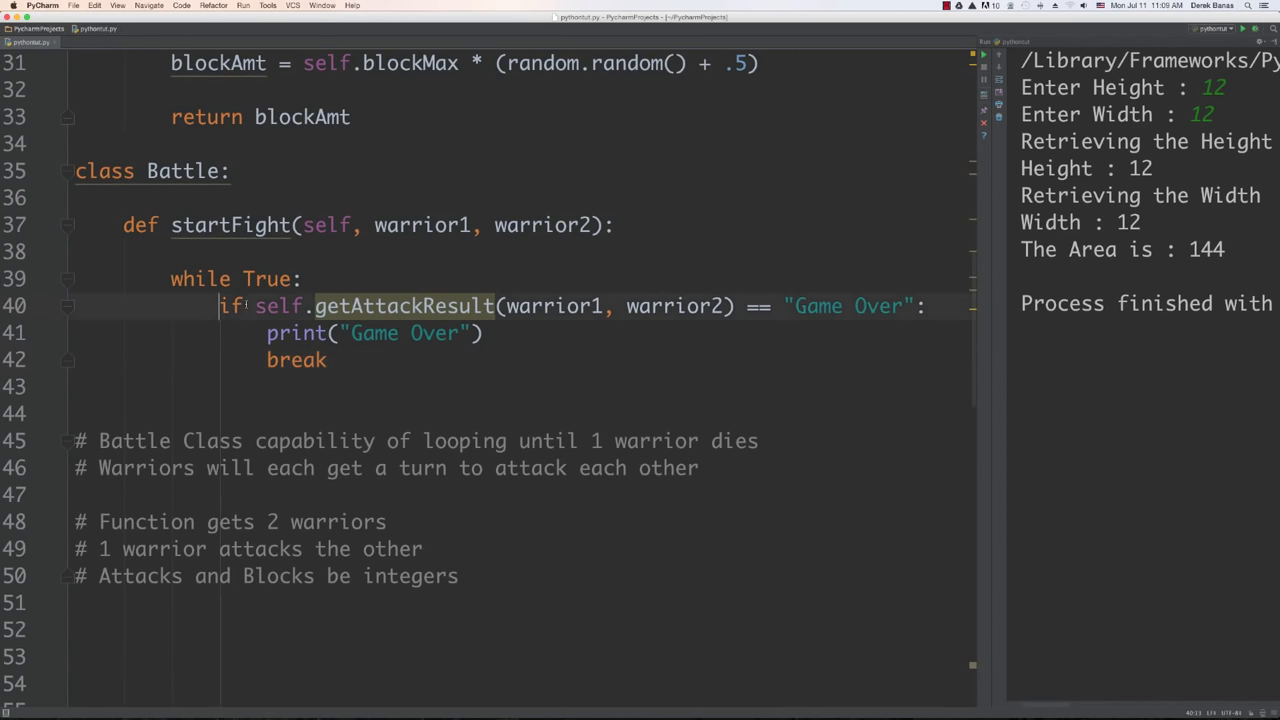 PyCharm File Edit View Navigate Code Refactor Run Tools VCS Window Help
10 Mon Jul 11 11:09 AM Derek Banas
pythontut.py - PycharmProjects - [~/PycharmProjects]
PycharmProjects pythontut.py
pythontut
pythontut.py
Run pythontut
31 blockAmt = self.blockMax * (random.random() + .5)
32
33 return blockAmt
34
35 class Battle:
36
37 def startFight(self, warrior1, warrior2):
38
39 while True:
40 if self.getAttackResult(warrior1, warrior2) == "Game Over":
41 print("Game Over")
42 break
43
44
45 # Battle Class capability of looping until 1 warrior dies
46 # Warriors will each get a turn to attack each other
47
48 # Function gets 2 warriors
49 # 1 warrior attacks the other
50 # Attacks and Blocks be integers
51
52
53
54
/Library/Frameworks/Py
Enter Height : 12
Enter Width : 12
Retrieving the Height
Height : 12
Retrieving the Width
Width : 12
The Area is : 144
Process finished with
40:13 LF÷ UTF-8÷